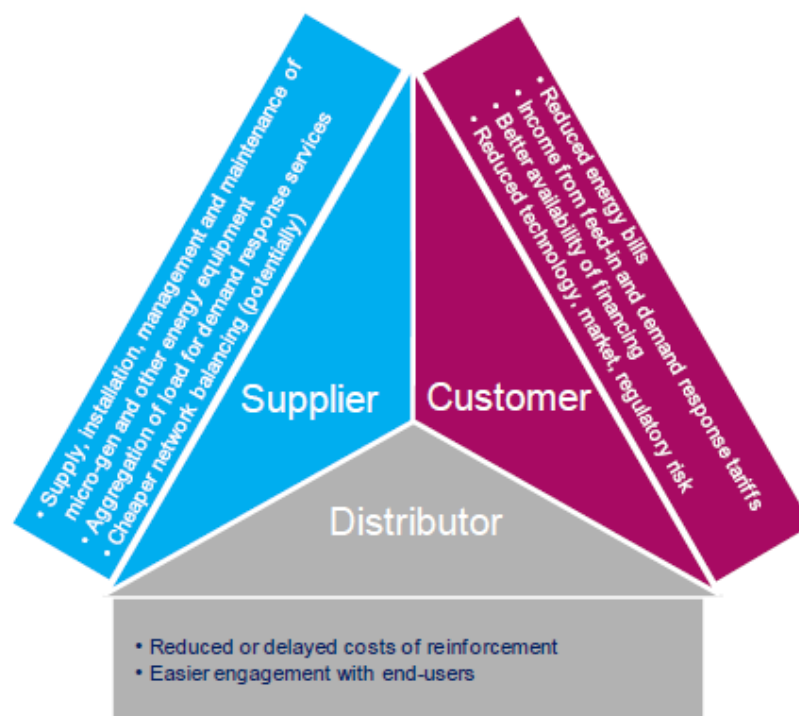 • Supply, installation, management and maintenance of
micro-gen and other energy equipment
• Aggregation of load for demand response services
• Cheaper network balancing (potentially)
• Reduced energy bills
• Income from feed-in and demand response tariffs
• Better availability of financing
• Reduced technology, market, regulatory risk
Supplier
Customer
Distributor
• Reduced or delayed costs of reinforcement
• Easier engagement with end-users